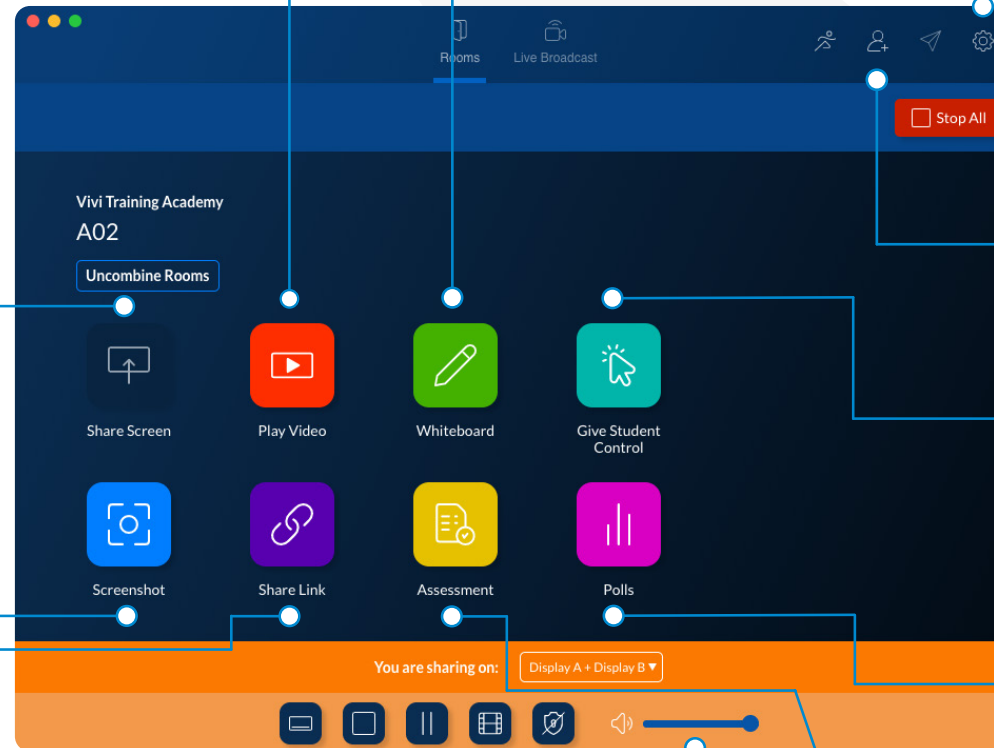 Rooms
Live Broadcast
Stop All
Vivi Training Academy
A02
Uncombine Rooms
Share Screen
Play Video
Whiteboard
Give Student
Control
Screenshot
Share Link
Assessment
Polls
You are sharing on:
Display A + Display B